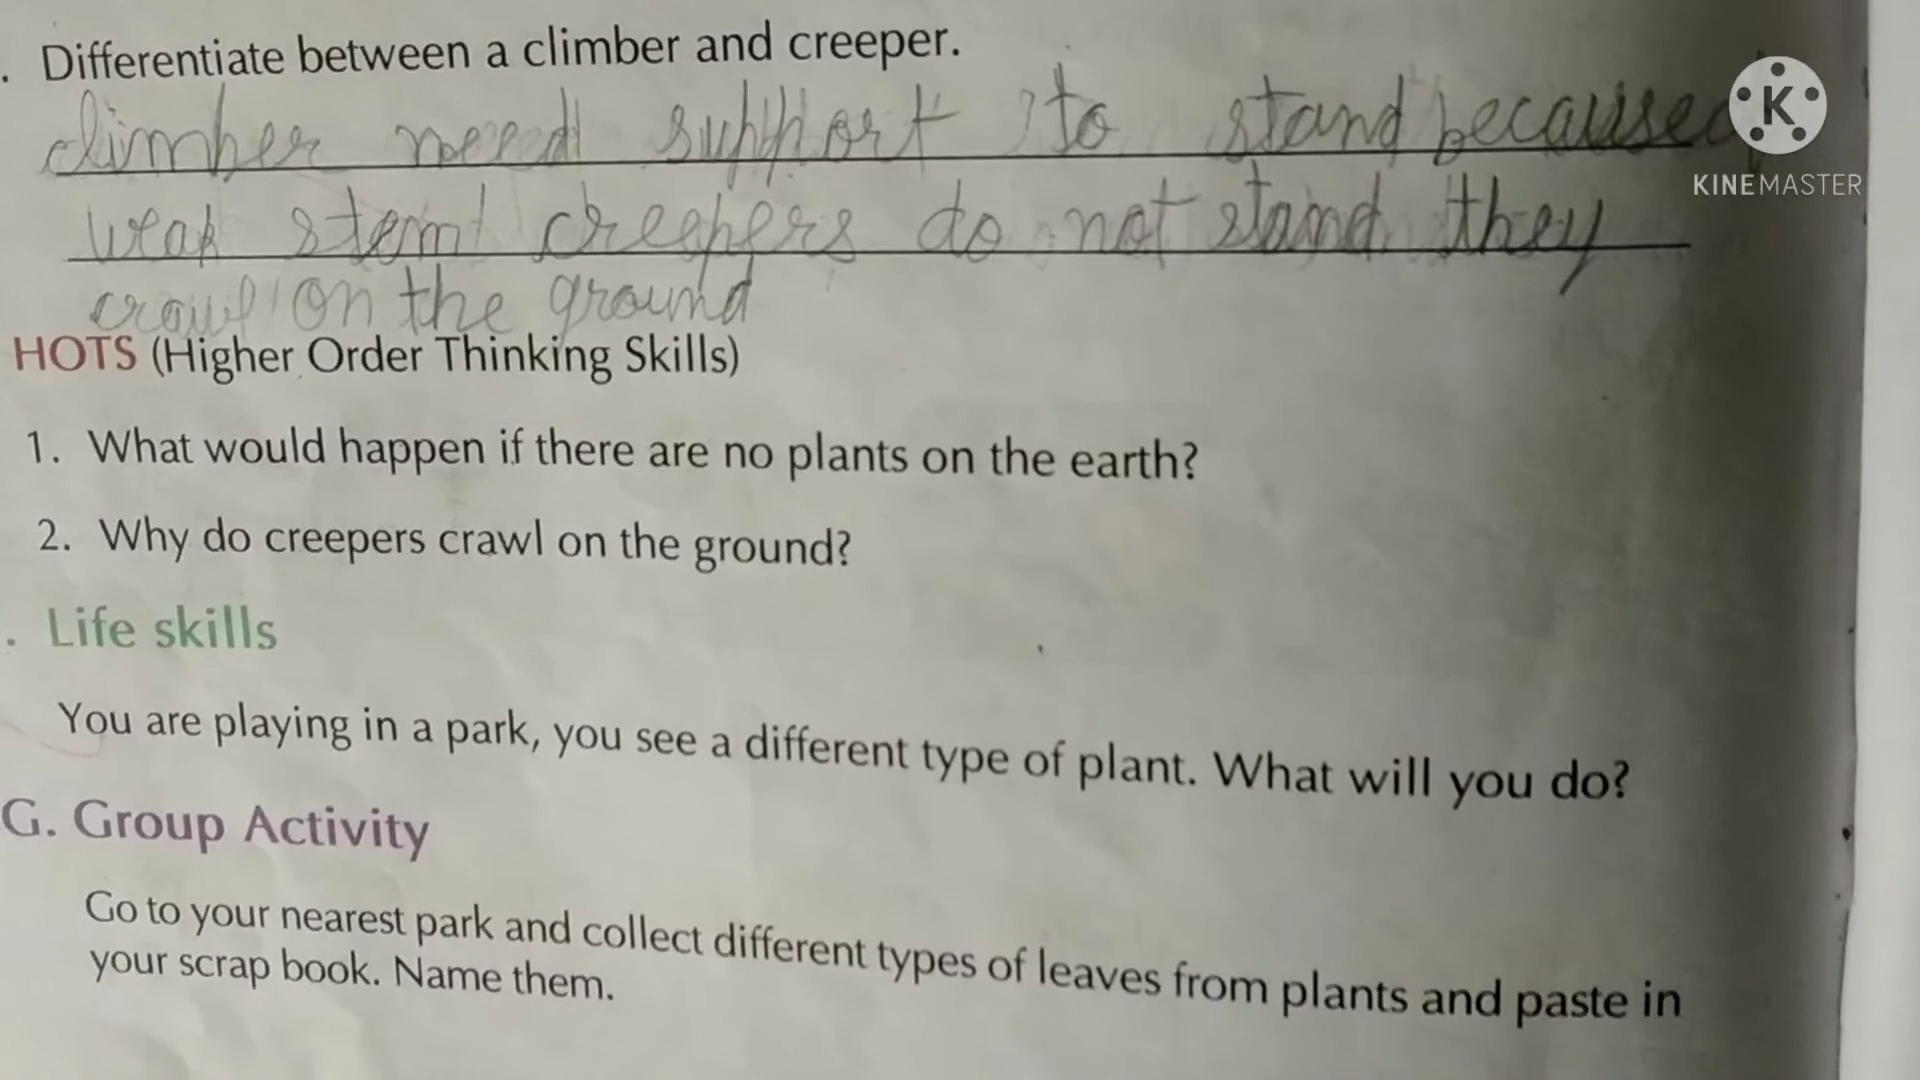 . Differentiate between a climber and creeper.
climber need support to stand because
weak stem creepers do not stand they
crawl on the ground
HOTS (Higher Order Thinking Skills)
1. What would happen if there are no plants on the earth?
2. Why do creepers crawl on the ground?
. Life skills
You are playing in a park, you see a different type of plant. What will you do?
G. Group Activity
Go to your nearest park and collect different types of leaves from plants and paste in
your scrap book. Name them.
K
KINEMASTER